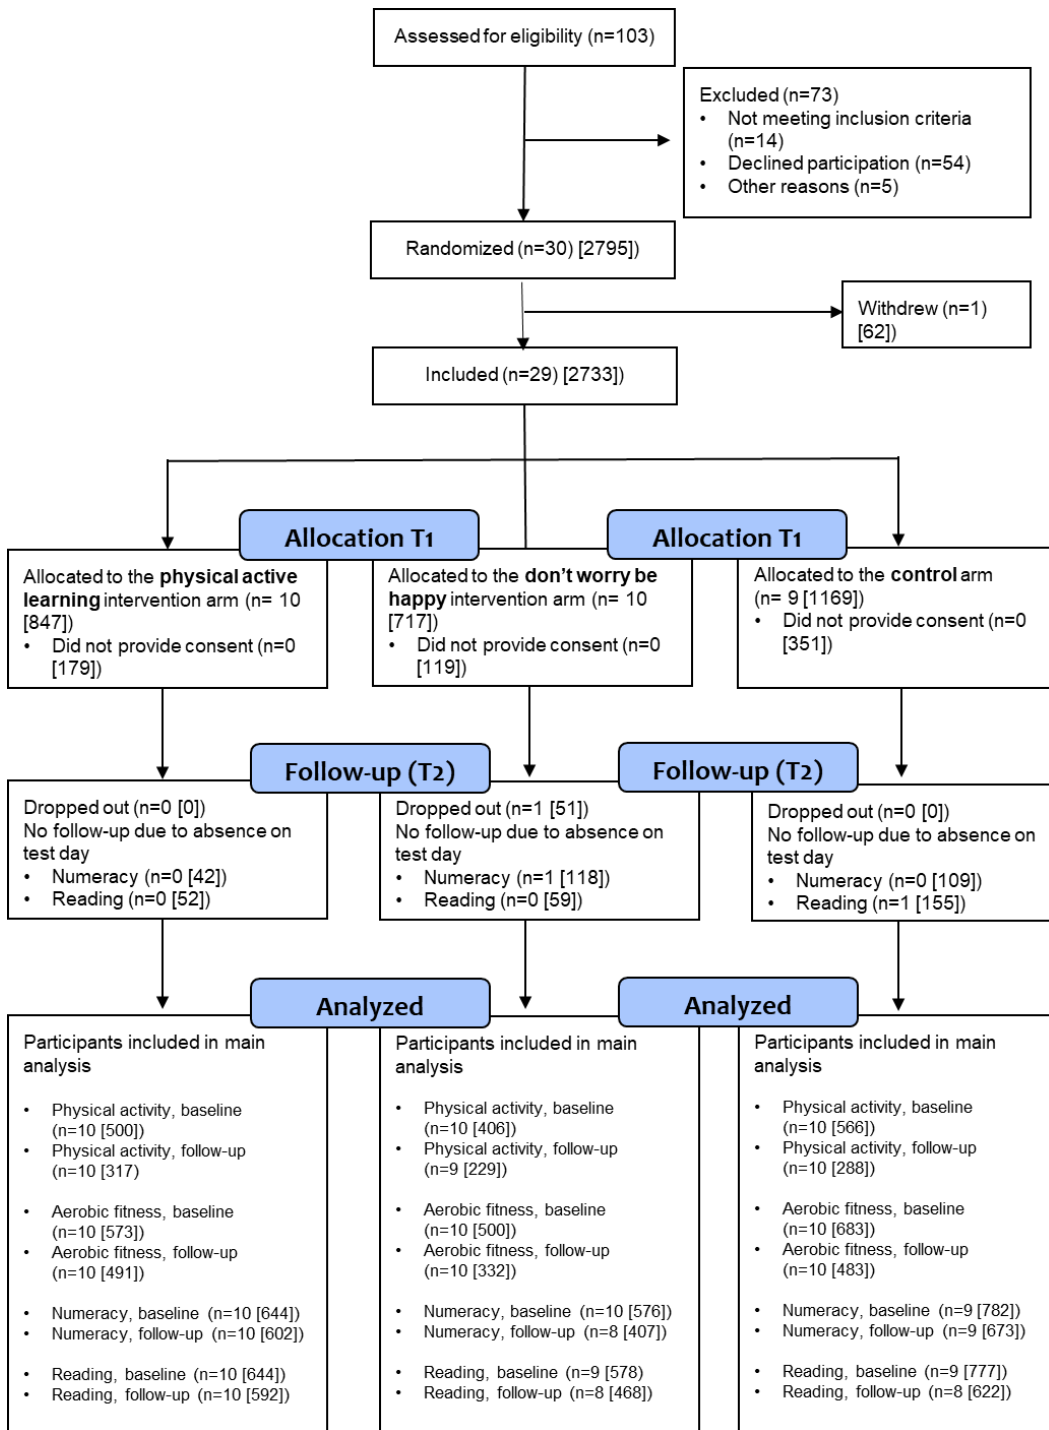 Assessed for eligibility (n=103)
Excluded (n=73)
• Not meeting inclusion criteria
(n=14)
• Declined participation (n=54)
• Other reasons (n=5)
Randomized (n=30) [2795])
Withdrew (n=1)
[62])
Included (n=29) [2733])
Allocation T1
Allocation T1
Allocated to the physical active
learning intervention arm (n= 10
[847])
• Did not provide consent (n=0
[179])
Allocated to the don't worry be
happy intervention arm (n= 10
[717])
• Did not provide consent (n=0
[119])
Allocated to the control arm
(n= 9 [1169])
• Did not provide consent (n=0
[351])
Follow-up (T2)
Follow-up (T2)
Dropped out (n=0 [0])
No follow-up due to absence on
test day
• Numeracy (n=0 [42])
• Reading (n=0 [52])
Dropped out (n=1 [51])
No follow-up due to absence on
test day
• Numeracy (n=1 [118])
• Reading (n=0 [59])
Dropped out (n=0 [0])
No follow-up due to absence on
test day
• Numeracy (n=0 [109])
• Reading (n=1 [155])
Analyzed
Analyzed
Participants included in main
analysis
• Physical activity, baseline
(n=10 [500])
• Physical activity, follow-up
(n=10 [317)
• Aerobic fitness, baseline
(n=10 [573])
• Aerobic fitness, follow-up
(n=10 [491])
• Numeracy, baseline (n=10 [644])
• Numeracy, follow-up (n=10 [602])
• Reading, baseline (n=10 [644])
• Reading, follow-up (n=10 [592])
Participants included in main
analysis
• Physical activity, baseline
(n=10 [406])
• Physical activity, follow-up
(n=9 [229])
• Aerobic fitness, baseline
(n=10 [500])
• Aerobic fitness, follow-up
(n=10 [332])
• Numeracy, baseline (n=10 [576])
• Numeracy, follow-up (n=8 [407])
• Reading, baseline (n=9 [578)
• Reading, follow-up (n=8 [468])
Participants included in main
analysis
• Physical activity, baseline
(n=10 [566])
• Physical activity, follow-up
(n=10 [288])
• Aerobic fitness, baseline
(n=10 [683])
• Aerobic fitness, follow-up
(n=10 [483])
• Numeracy, baseline (n=9 [782])
• Numeracy, follow-up (n=9 [673])
• Reading, baseline (n=9 [777])
• Reading, follow-up (n=8 [622])